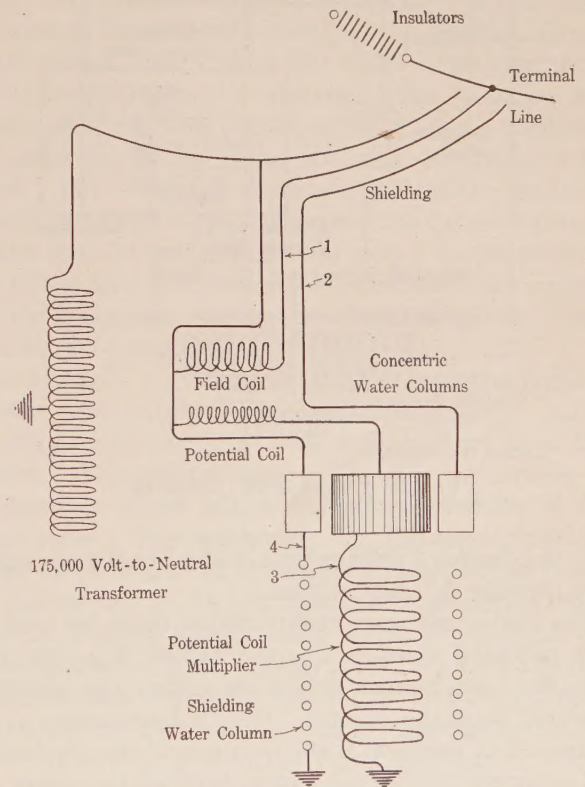 Insulators
Terminal
Line
Shielding
1
2
Concentric
Water Columns
Field Coil
Potential Coil
4
3
175,000 Volt-to-Neutral
Transformer
Potential Coil
Multiplier
Shielding
Water Column